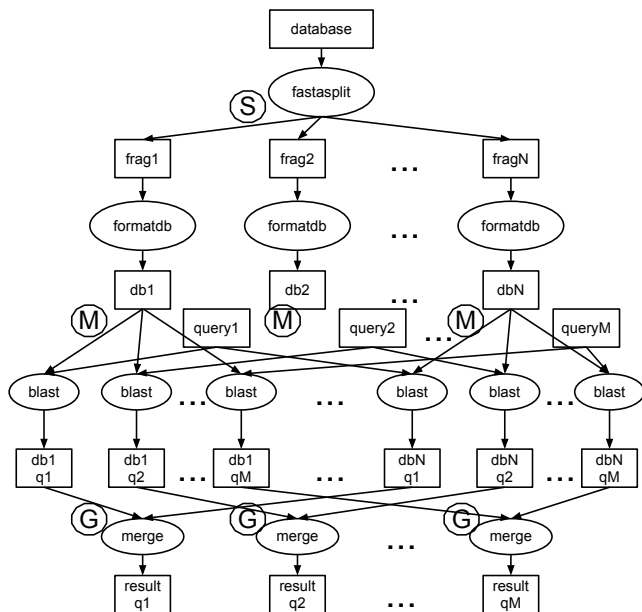 database
fastasplit
S
frag1 frag2 ... fragN
formatdb formatdb ... formatdb
db1 db2 ... dbN
M M M
query1 query2 ... queryM
blast blast ... blast ... blast blast ... blast
db1 db1 ... db1 ... dbN dbN ... dbN
q1 q2 qM q1 q2 qM
G G G
merge merge ... merge
result result ... result
q1 q2 qM